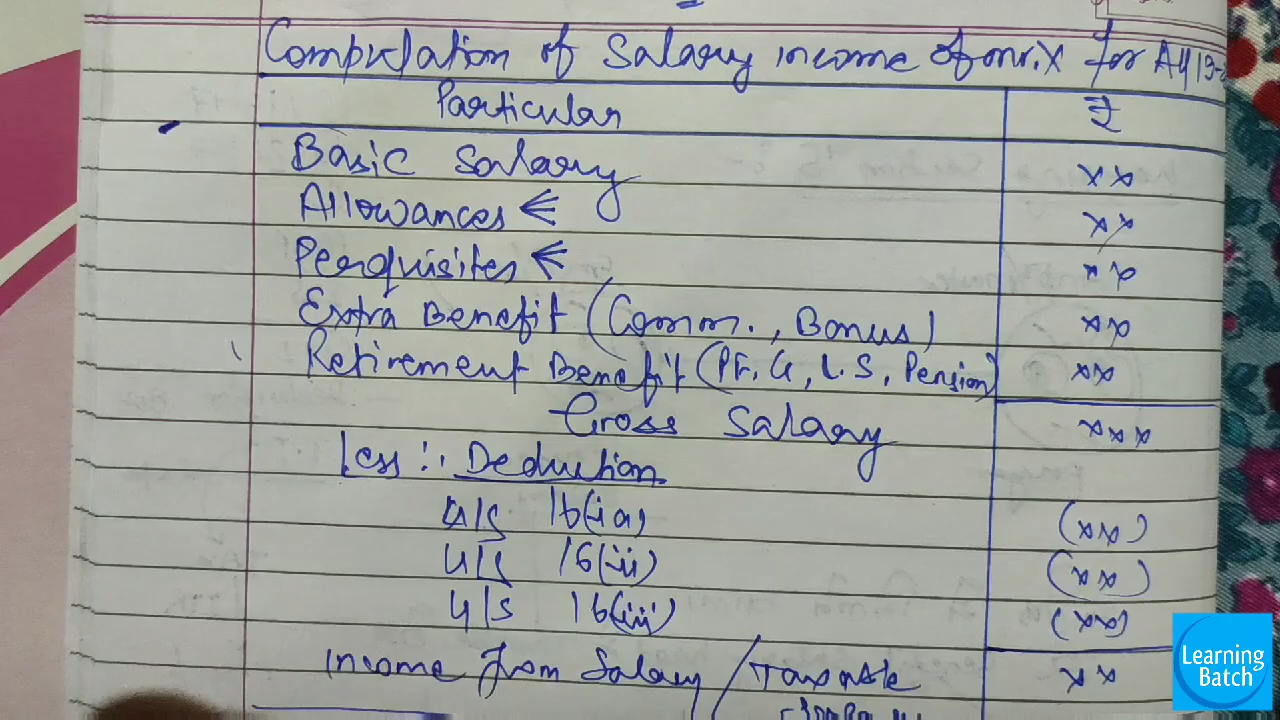 Computation of Salary income of mr. X for AY 19-
Particular ₹
Basic Salary xx
Allowances xx
Perquisites xx
Extra Benefit (Comm., Bonus) xx
Retirement Benefit (PF, G, L.S, Pension) xx
Gross Salary xxx
Less :. Deduction
u/s 16(ia) (xxx)
u/s 16(ii) (xx)
u/s 16(iii) (xx)
Income from Salary / Taxable xx
Learning
Batch